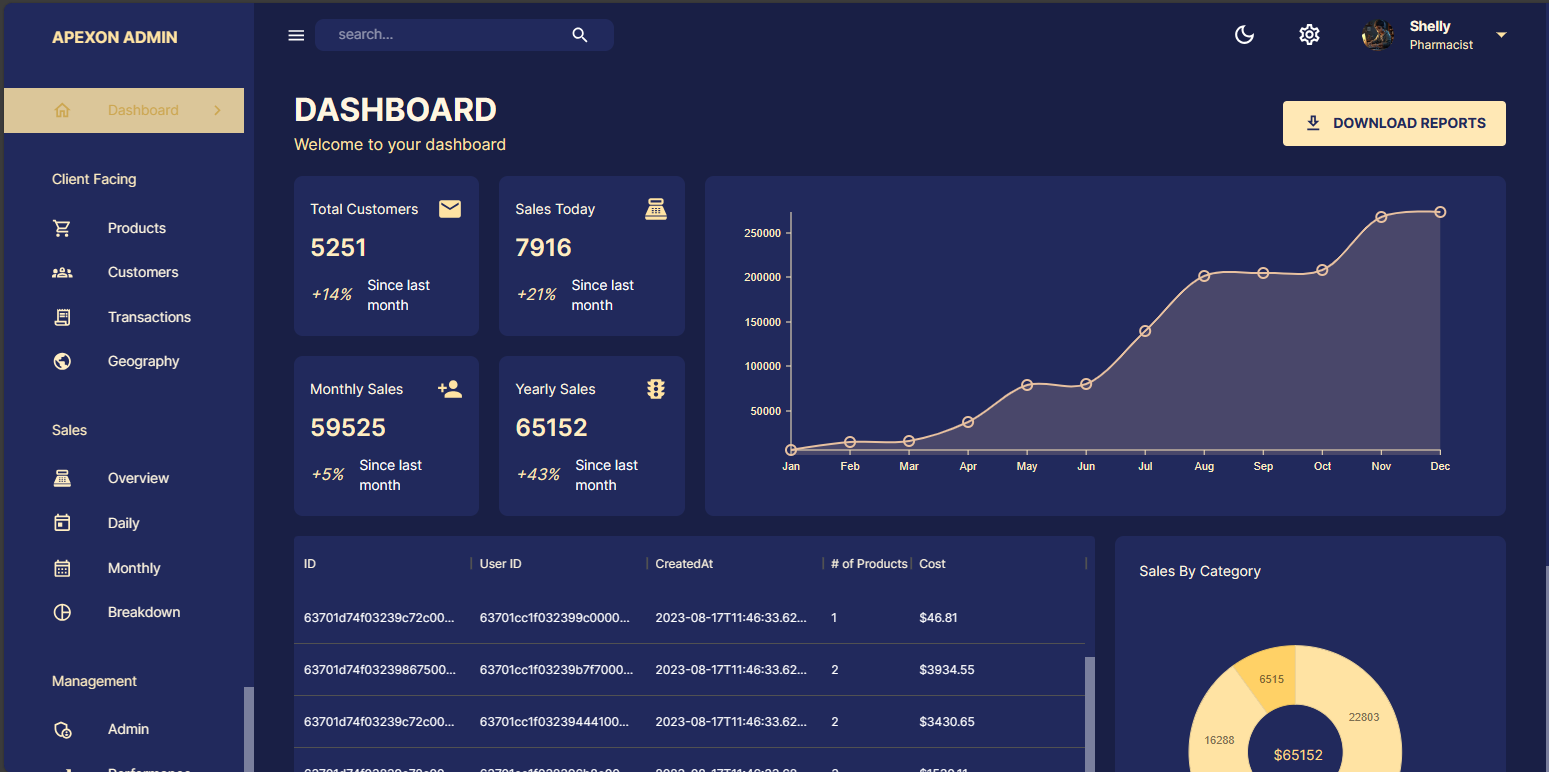 APEXON ADMIN
search...
Shelly
Pharmacist
Dashboard
Client Facing
Products
Customers
Transactions
Geography
Sales
Overview
Daily
Monthly
Breakdown
Management
Admin
Performance
DASHBOARD
Welcome to your dashboard
DOWNLOAD REPORTS
Total Customers
5251
+14%
Since last
month
Sales Today
7916
+21%
Since last
month
Monthly Sales
59525
+5%
Since last
month
Yearly Sales
65152
+43%
Since last
month
250000
200000
150000
100000
50000
Jan Feb Mar Apr May Jun Jul Aug Sep Oct Nov Dec
ID User ID CreatedAt # of Products Cost
63701d74f03239c72c00... 63701cc1f032399c0000... 2023-08-17T11:46:33.62... 1 $46.81
63701d74f03239867500... 63701cc1f03239b7f7000... 2023-08-17T11:46:33.62... 2 $3934.55
63701d74f03239c72c00... 63701cc1f03239444100... 2023-08-17T11:46:33.62... 2 $3430.65
Sales By Category
6515
22803
16288
$65152